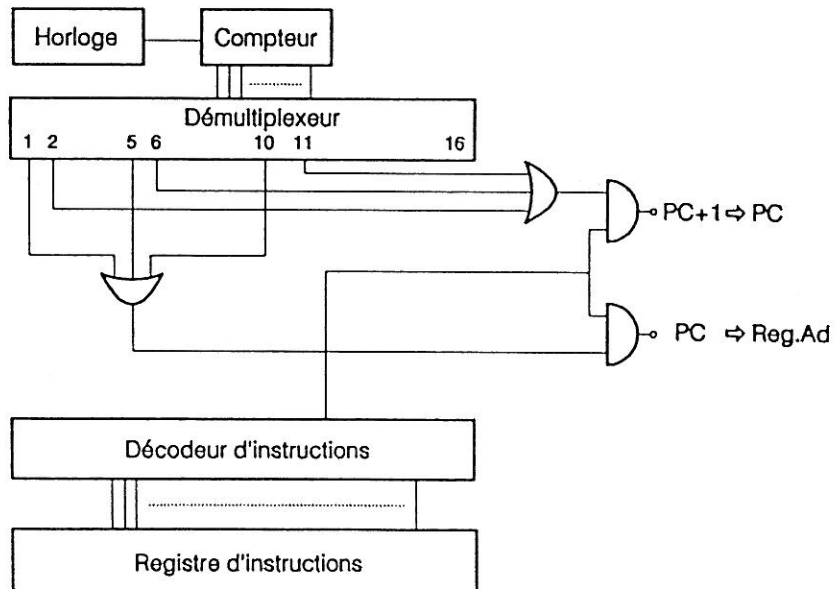 Horloge
Compteur
Démultiplexeur
1 2 5 6 10 11 16
PC+1⇨ PC
PC ⇨ Reg.Ad
Décodeur d'instructions
Registre d'instructions